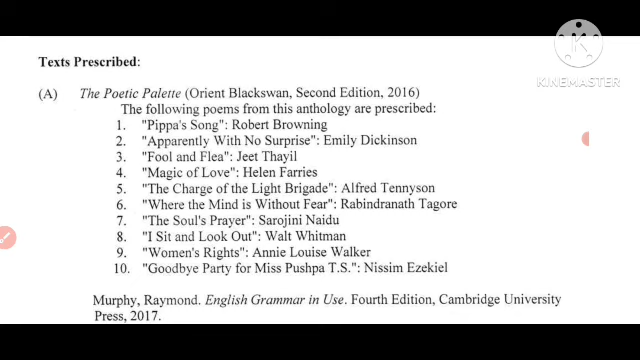 Texts Prescribed:
KINEMASTER
(A) The Poetic Palette (Orient Blackswan, Second Edition, 2016)
The following poems from this anthology are prescribed:
1. "Pippa's Song": Robert Browning
2. "Apparently With No Surprise": Emily Dickinson
3. "Fool and Flea": Jeet Thayil
4. "Magic of Love": Helen Farries
5. "The Charge of the Light Brigade": Alfred Tennyson
6. "Where the Mind is Without Fear": Rabindranath Tagore
7. "The Soul's Prayer": Sarojini Naidu
8. "I Sit and Look Out": Walt Whitman
9. "Women's Rights": Annie Louise Walker
10. "Goodbye Party for Miss Pushpa T.S.": Nissim Ezekiel
Murphy, Raymond. English Grammar in Use. Fourth Edition, Cambridge University
Press, 2017.